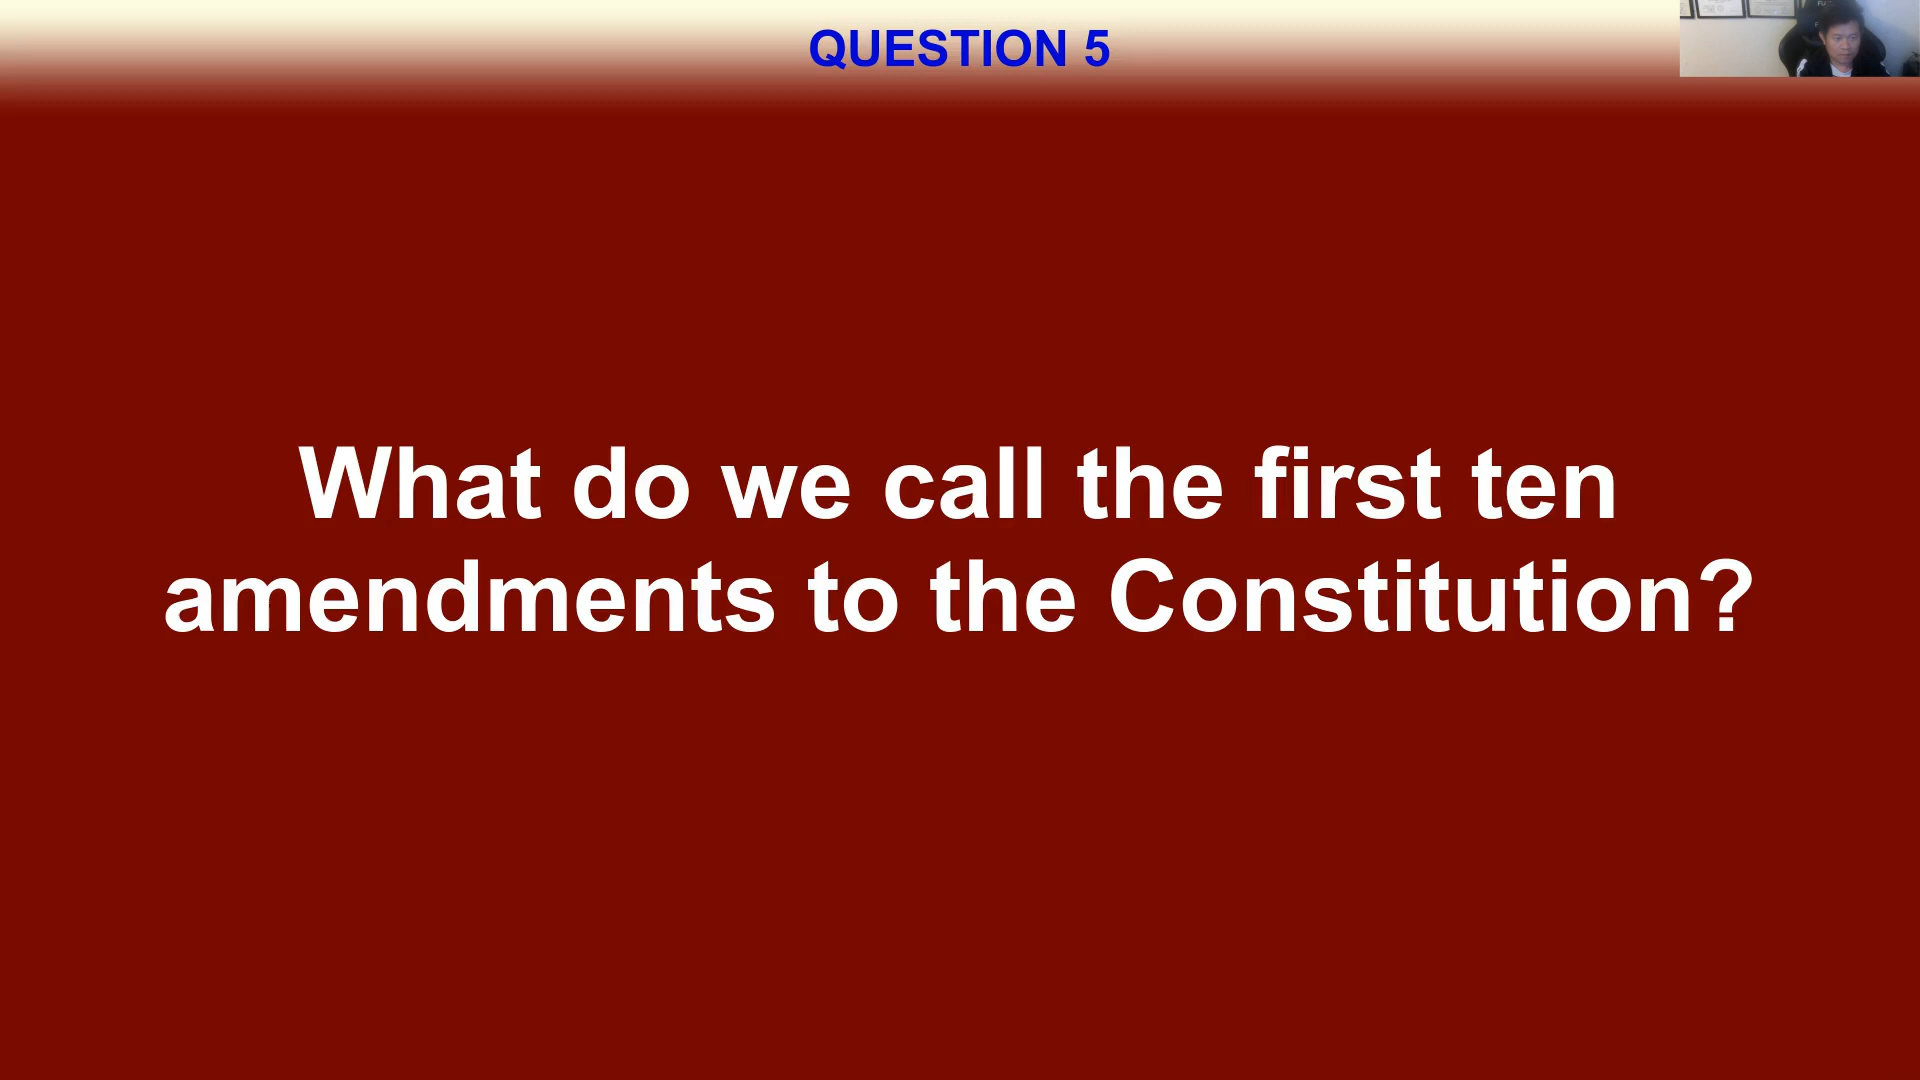 QUESTION 5
What do we call the first ten
amendments to the Constitution?